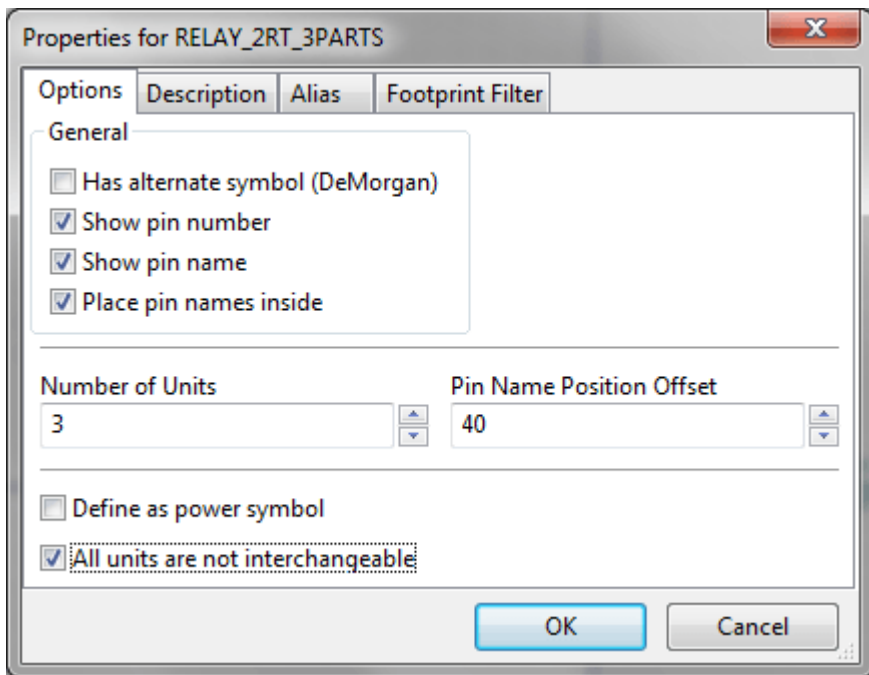 Properties for RELAY_2RT_3PARTS
Options Description Alias Footprint Filter
General
Has alternate symbol (DeMorgan)
Show pin number
Show pin name
Place pin names inside
Number of Units Pin Name Position Offset
3 40
Define as power symbol
All units are not interchangeable
OK Cancel